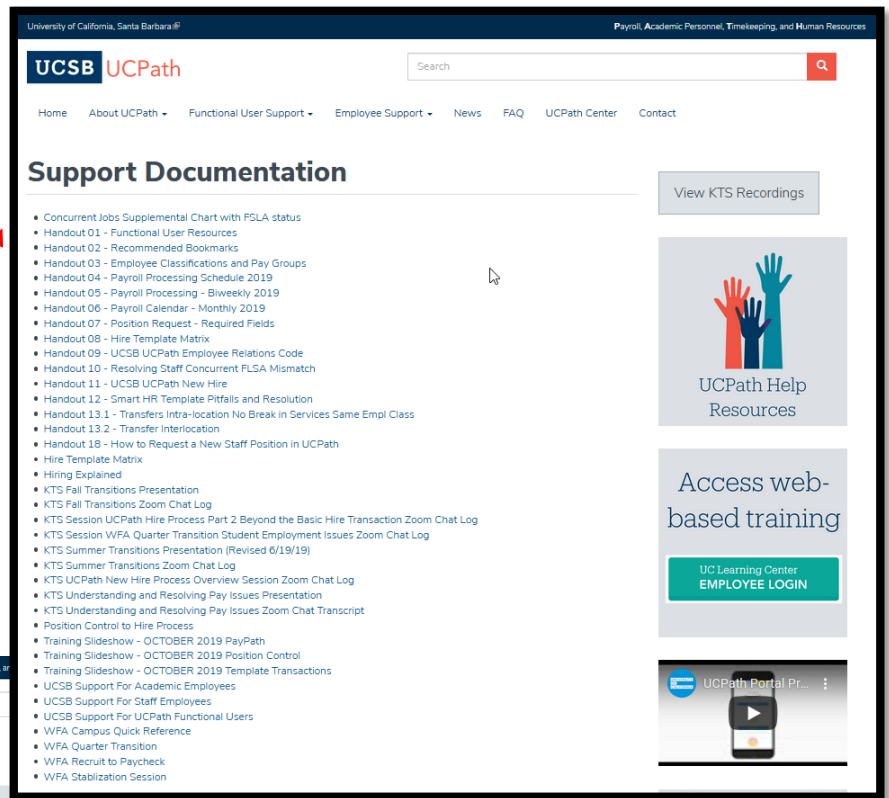 University of California, Santa Barbara
Payroll, Academic Personnel, Timekeeping, and Human Resources
UCSB UCPath
Search
Home About UCPath Functional User Support Employee Support News FAQ UCPath Center Contact
Support Documentation
Concurrent Jobs Supplemental Chart with FSLA status
Handout 01 - Functional User Resources
Handout 02 - Recommended Bookmarks
Handout 03 - Employee Classifications and Pay Groups
Handout 04 - Payroll Processing Schedule 2019
Handout 05 - Payroll Processing - Biweekly 2019
Handout 06 - Payroll Calendar - Monthly 2019
Handout 07 - Position Request - Required Fields
Handout 08 - Hire Template Matrix
Handout 09 - UCSB UCPath Employee Relations Code
Handout 10 - Resolving Staff Concurrent FLSA Mismatch
Handout 11 - UCSB UCPath New Hire
Handout 12 - Smart HR Template Pitfalls and Resolution
Handout 13.1 - Transfers Intra-location No Break in Services Same Empl Class
Handout 13.2 - Transfer Interlocation
Handout 18 - How to Request a New Staff Position in UCPath
Hire Template Matrix
Hiring Explained
KTS Fall Transitions Presentation
KTS Fall Transitions Zoom Chat Log
KTS Session UCPath Hire Process Part 2 Beyond the Basic Hire Transaction Zoom Chat Log
KTS Session WFA Quarter Transition Student Employment Issues Zoom Chat Log
KTS Summer Transitions Presentation (Revised 6/19/19)
KTS Summer Transitions Zoom Chat Log
KTS UCPath New Hire Process Overview Session Zoom Chat Log
KTS Understanding and Resolving Pay Issues Presentation
KTS Understanding and Resolving Pay Issues Zoom Chat Transcript
Position Control to Hire Process
Training Slideshow - OCTOBER 2019 PayPath
Training Slideshow - OCTOBER 2019 Position Control
Training Slideshow - OCTOBER 2019 Template Transactions
UCSB Support For Academic Employees
UCSB Support For Staff Employees
UCSB Support For UCPath Functional Users
WFA Campus Quick Reference
WFA Quarter Transition
WFA Recruit to Paycheck
WFA Stablization Session
View KTS Recordings
UCPath Help
Resources
Access web-
based training
UC Learning Center
EMPLOYEE LOGIN
UCPath Portal Pr...